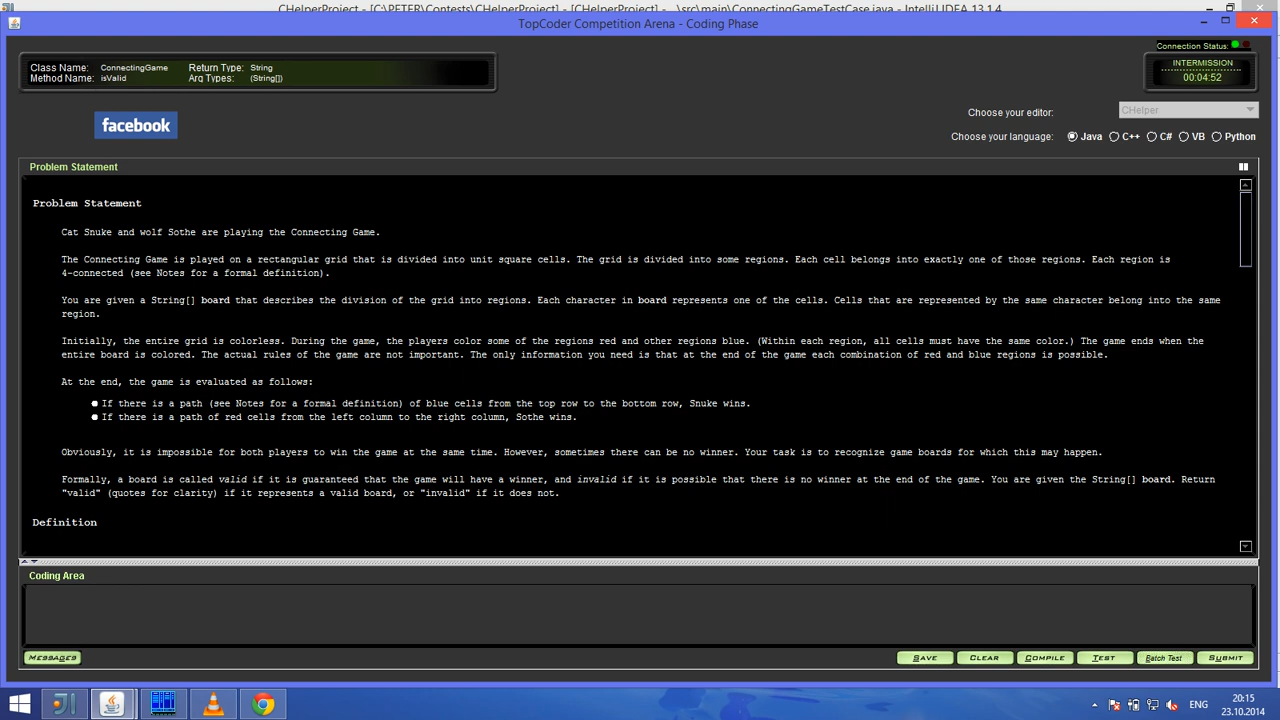 CHelperProject - [C:\PETER\Contests\CHelperProject] - [CHelperProject] - ...\src\main\ConnectingGameTestCase.java - IntelliJ IDEA 13.1.4
TopCoder Competition Arena - Coding Phase
Connection Status:
Class Name: ConnectingGame Return Type: String
Method Name: isValid Arg Types: (String[])
INTERMISSION
00:04:52
facebook
Choose your editor: CHelper
Choose your language: Java C++ C# VB Python
Problem Statement
Problem Statement
Cat Snuke and wolf Sothe are playing the Connecting Game.
The Connecting Game is played on a rectangular grid that is divided into unit square cells. The grid is divided into some regions. Each cell belongs into exactly one of those regions. Each region is
4-connected (see Notes for a formal definition).
You are given a String[] board that describes the division of the grid into regions. Each character in board represents one of the cells. Cells that are represented by the same character belong into the same
region.
Initially, the entire grid is colorless. During the game, the players color some of the regions red and other regions blue. (Within each region, all cells must have the same color.) The game ends when the
entire board is colored. The actual rules of the game are not important. The only information you need is that at the end of the game each combination of red and blue regions is possible.
At the end, the game is evaluated as follows:
If there is a path (see Notes for a formal definition) of blue cells from the top row to the bottom row, Snuke wins.
If there is a path of red cells from the left column to the right column, Sothe wins.
Obviously, it is impossible for both players to win the game at the same time. However, sometimes there can be no winner. Your task is to recognize game boards for which this may happen.
Formally, a board is called valid if it is guaranteed that the game will have a winner, and invalid if it is possible that there is no winner at the end of the game. You are given the String[] board. Return
"valid" (quotes for clarity) if it represents a valid board, or "invalid" if it does not.
Definition
Coding Area
MESSAGES SAVE CLEAR COMPILE TEST Batch Test SUBMIT
ENG
20:15
23.10.2014